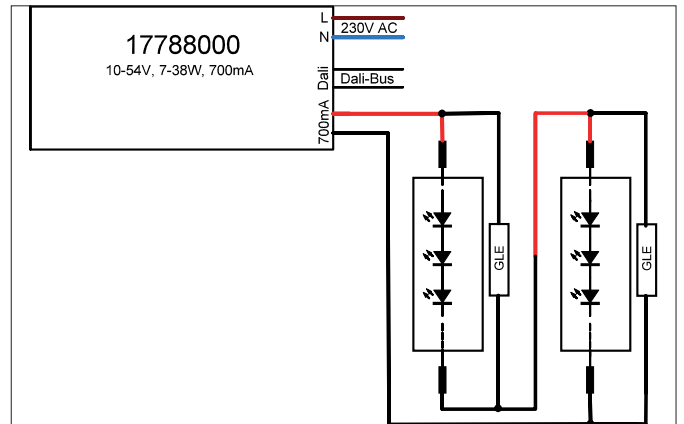 17788000
10-54V, 7-38W, 700mA
L
N
230V AC
Dali
Dali-Bus
700mA
GLE
GLE